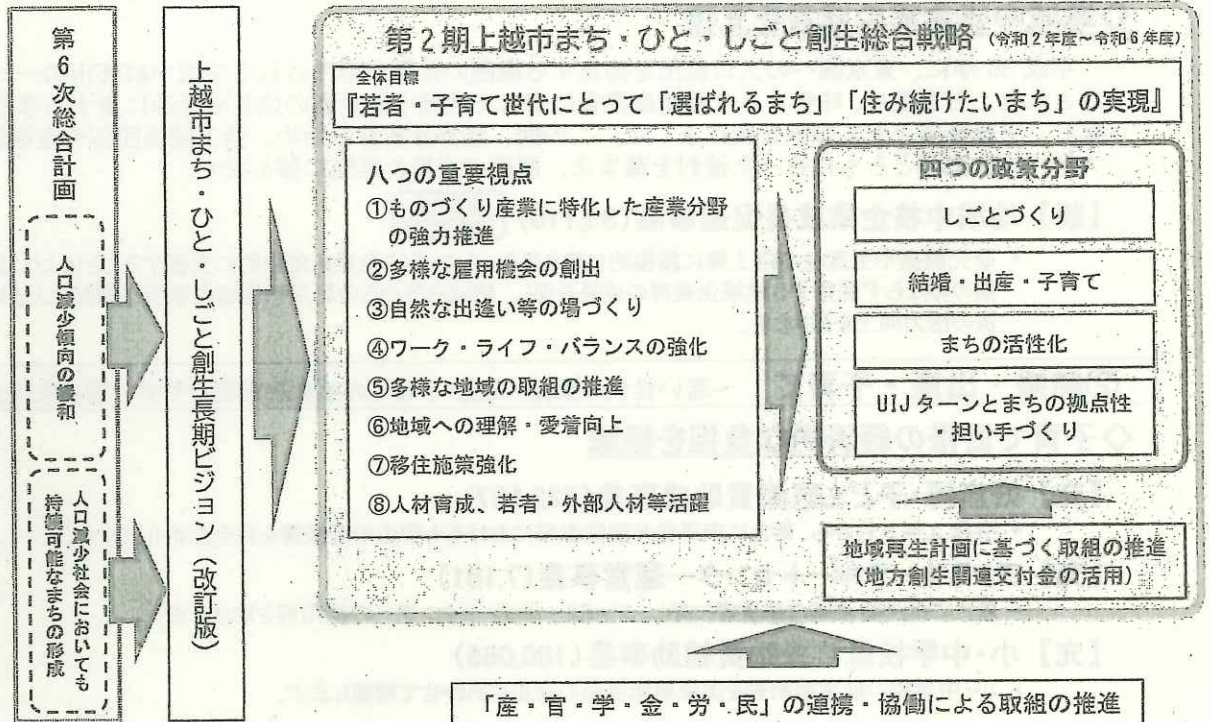 第6次総合計画
人口減少傾向の緩和
人口減少社会においても
持続可能なまちの形成
上越市まち・ひと・しごと創生長期ビジョン（改訂版）
第2期上越市まち・ひと・しごと創生総合戦略（令和2年度～令和6年度）
全体目標
『若者・子育て世代にとって「選ばれるまち」「住み続けたいまち」の実現』
八つの重要視点
①ものづくり産業に特化した産業分野
の強力推進
②多様な雇用機会の創出
③自然な出逢い等の場づくり
④ワーク・ライフ・バランスの強化
⑤多様な地域の取組の推進
⑥地域への理解・愛着向上
⑦移住施策強化
⑧人材育成、若者・外部人材等活躍
四つの政策分野
しごとづくり
結婚・出産・子育て
まちの活性化
UIJターンとまちの拠点性
・担い手づくり
地域再生計画に基づく取組の推進
（地方創生関連交付金の活用）
「産・官・学・金・労・民」の連携・協働による取組の推進